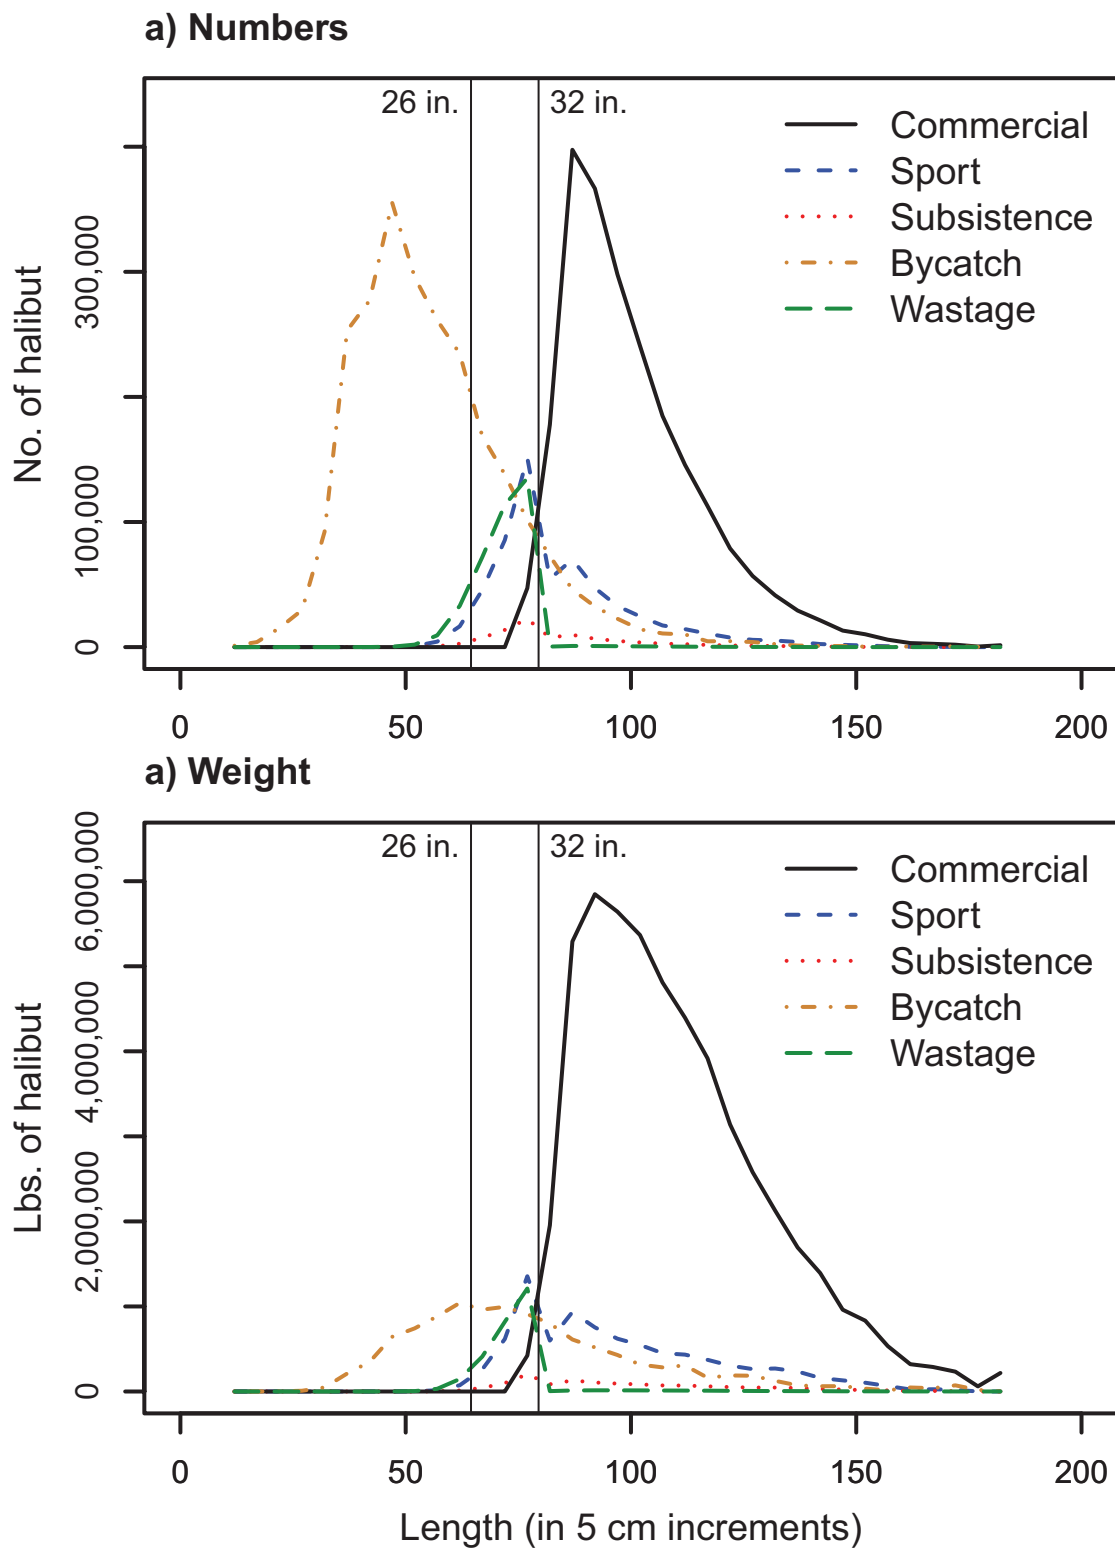 a) Numbers
26 in.
32 in.
Commercial
Sport
Subsistence
Bycatch
Wastage
No. of halibut
300,000
100,000
0
0 50 100 150 200
a) Weight
26 in.
32 in.
Commercial
Sport
Subsistence
Bycatch
Wastage
Lbs. of halibut
6,000,000
4,000,000
2,000,000
0
0 50 100 150 200
Length (in 5 cm increments)